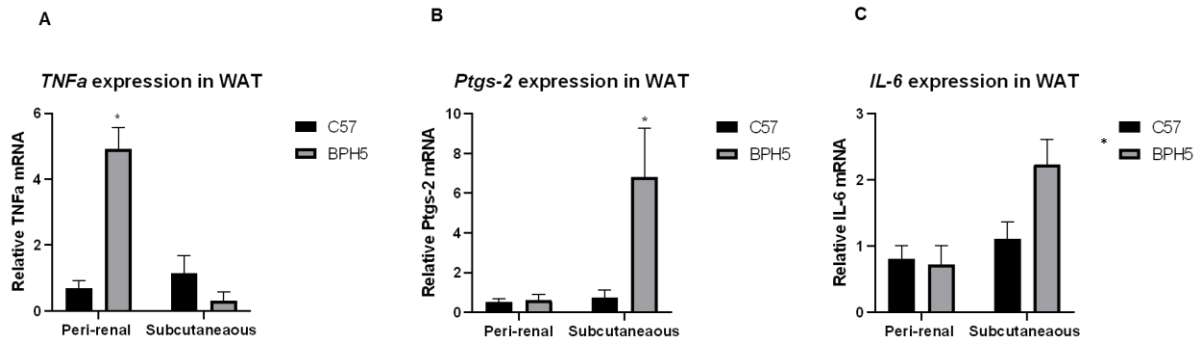 A
TNFa expression in WAT
Relative TNFa mRNA
6
4
2
0
*
Peri-renal
Subcutaneaous
C57
BPH5
B
Ptgs-2 expression in WAT
Relative Ptgs-2 mRNA
10
8
6
4
2
0
*
Peri-renal
Subcutaneaous
C57
BPH5
C
IL-6 expression in WAT
Relative IL-6 mRNA
3
2
1
0
Peri-renal
Subcutaneaous
C57
* BPH5